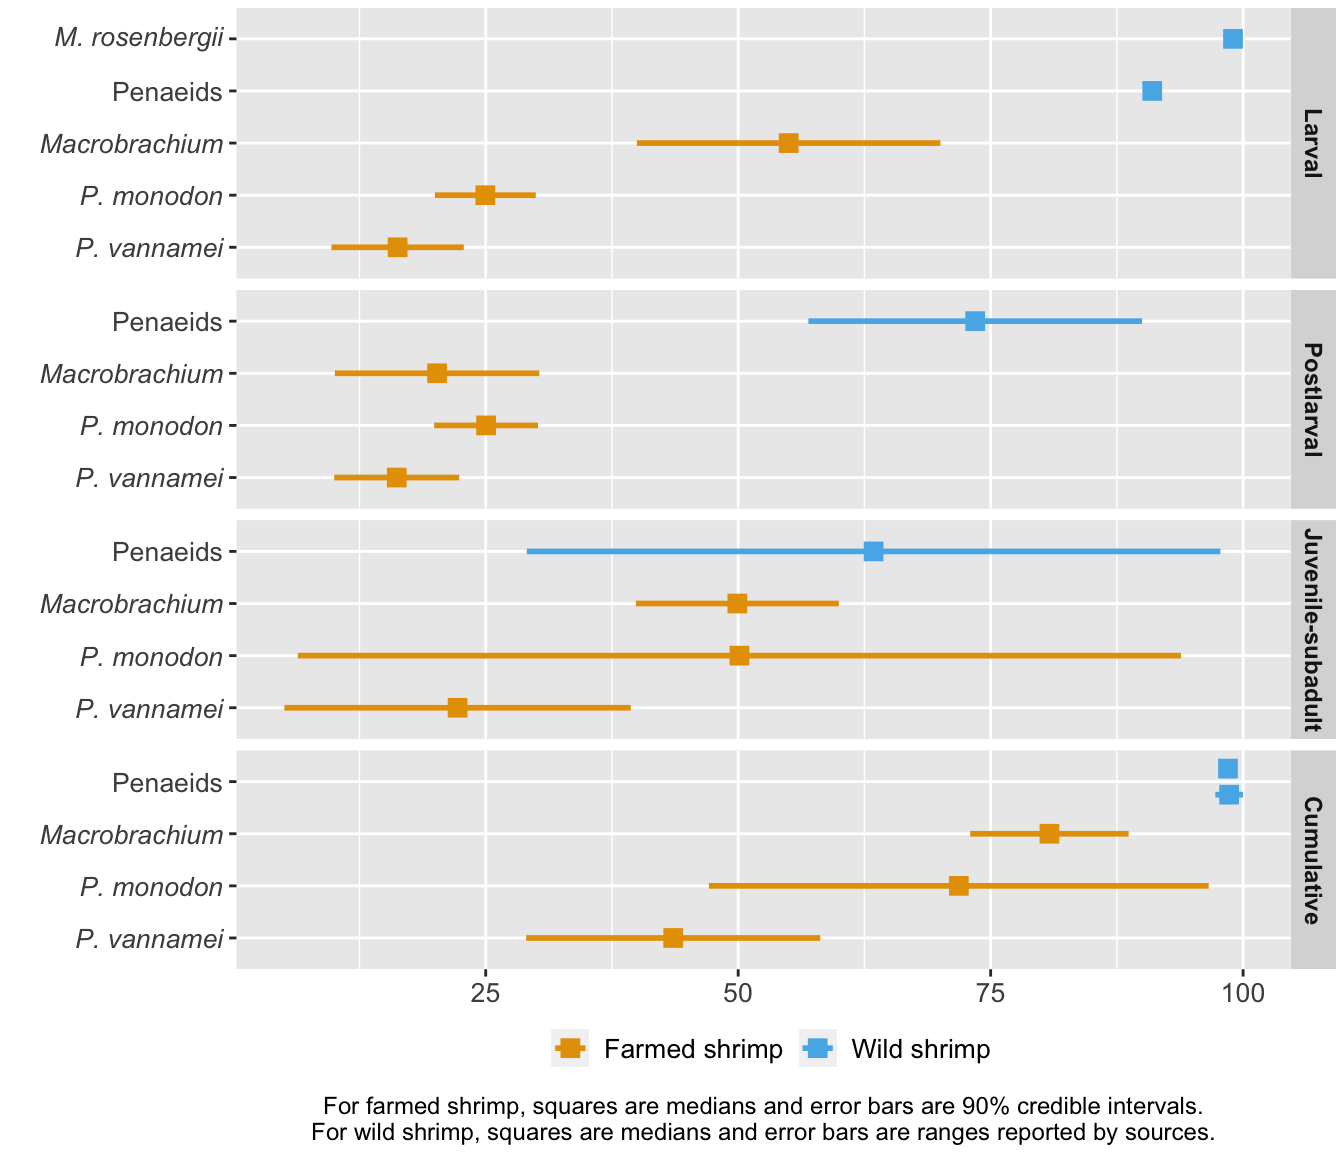 M. rosenbergii
Penaeids
Macrobrachium
P. monodon
P. vannamei
Larval
Penaeids
Macrobrachium
P. monodon
P. vannamei
Postlarval
Penaeids
Macrobrachium
P. monodon
P. vannamei
Juvenile-subadult
Penaeids
Macrobrachium
P. monodon
P. vannamei
Cumulative
25 50 75 100
Farmed shrimp Wild shrimp
For farmed shrimp, squares are medians and error bars are 90% credible intervals.
For wild shrimp, squares are medians and error bars are ranges reported by sources.